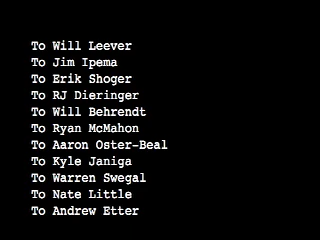 To Will Leever
To Jim Ipema
To Erik Shoger
To RJ Dieringer
To Will Behrendt
To Ryan McMahon
To Aaron Oster-Beal
To Kyle Janiga
To Warren Swegal
To Nate Little
To Andrew Etter